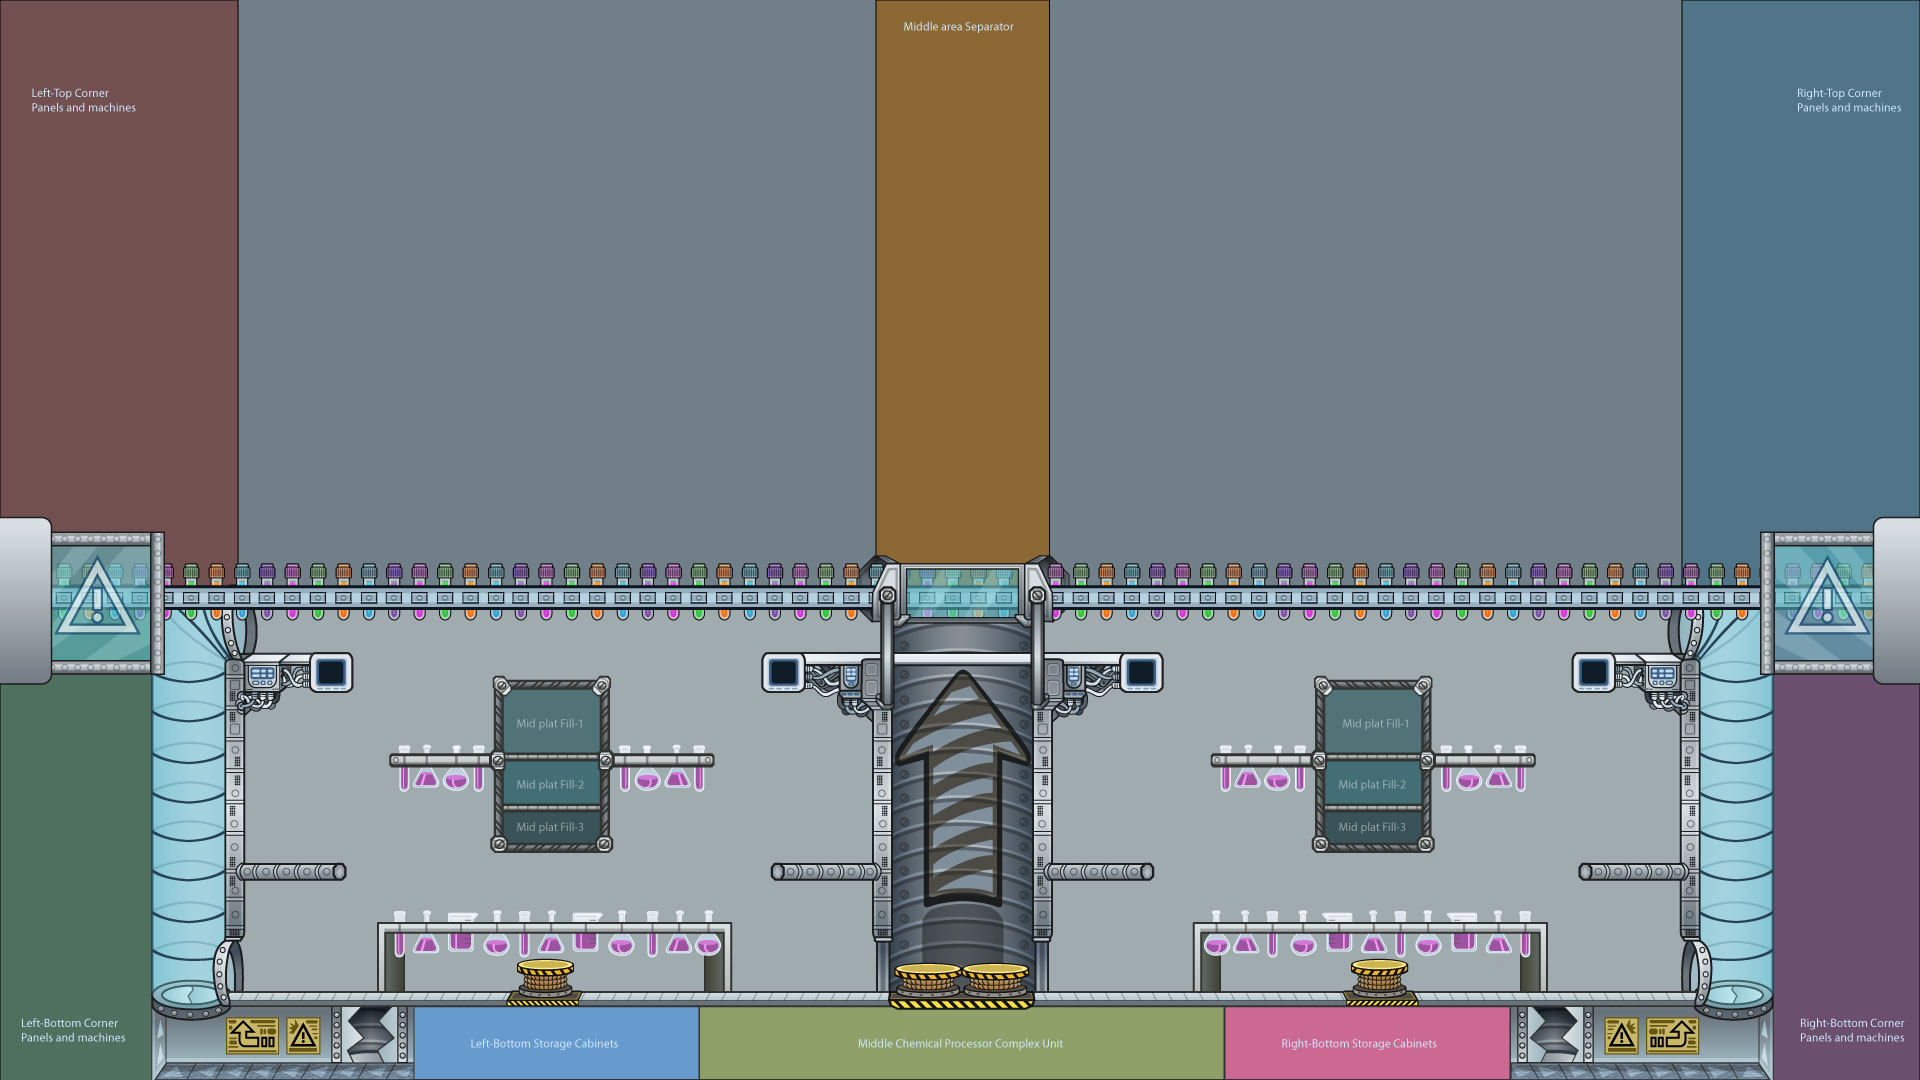 Middle area Separator
Left-Top Corner
Panels and machines
Right-Top Corner
Panels and machines
Mid plat Fill-1
Mid plat Fill-2
Mid plat Fill-3
Mid plat Fill-1
Mid plat Fill-2
Mid plat Fill-3
Left-Bottom Corner
Panels and machines
Left-Bottom Storage Cabinets
Middle Chemical Processor Complex Unit
Right-Bottom Storage Cabinets
Right-Bottom Corner
Panels and machines